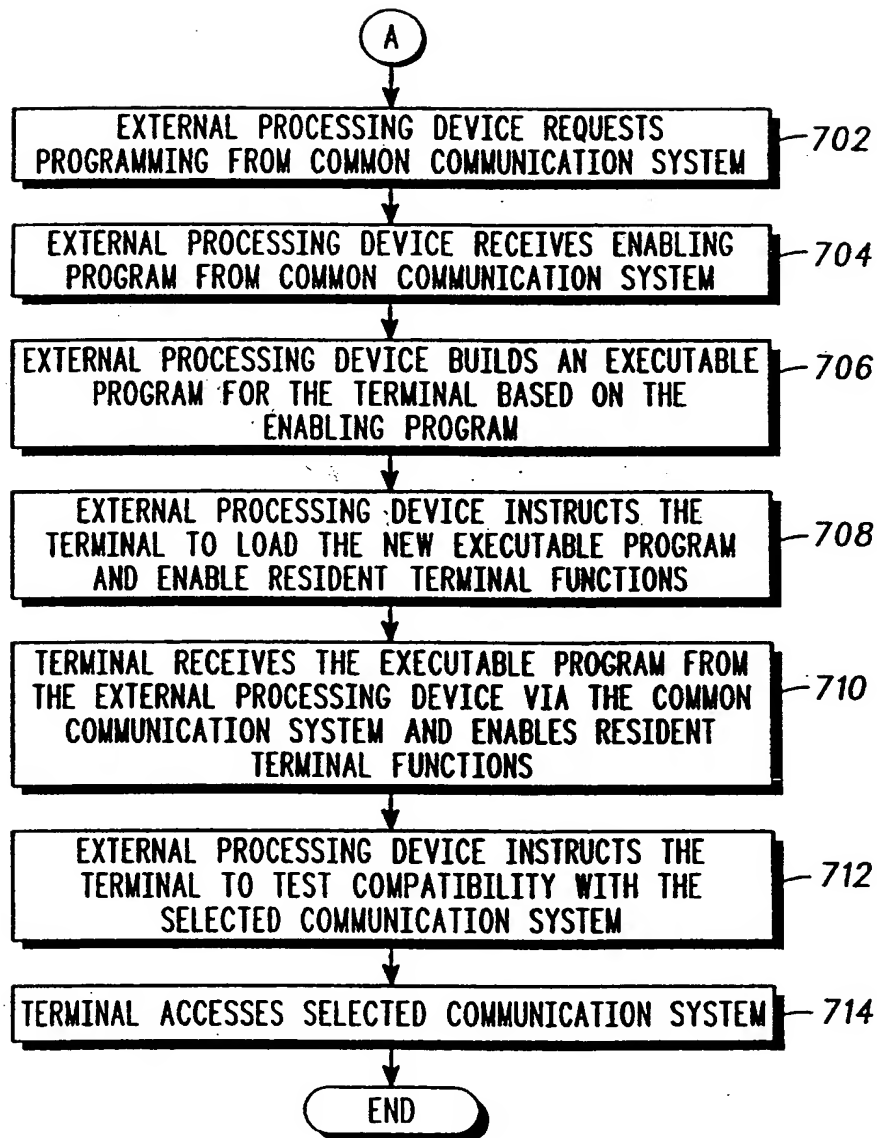 A
EXTERNAL PROCESSING DEVICE REQUESTS
PROGRAMMING FROM COMMON COMMUNICATION SYSTEM
702
EXTERNAL PROCESSING DEVICE RECEIVES ENABLING
PROGRAM FROM COMMON COMMUNICATION SYSTEM
704
EXTERNAL PROCESSING DEVICE BUILDS AN EXECUTABLE
PROGRAM FOR THE TERMINAL BASED ON THE
ENABLING PROGRAM
706
EXTERNAL PROCESSING DEVICE INSTRUCTS THE
TERMINAL TO LOAD THE NEW EXECUTABLE PROGRAM
AND ENABLE RESIDENT TERMINAL FUNCTIONS
708
TERMINAL RECEIVES THE EXECUTABLE PROGRAM FROM
THE EXTERNAL PROCESSING DEVICE VIA THE COMMON
COMMUNICATION SYSTEM AND ENABLES RESIDENT
TERMINAL FUNCTIONS
710
EXTERNAL PROCESSING DEVICE INSTRUCTS THE
TERMINAL TO TEST COMPATIBILITY WITH THE
SELECTED COMMUNICATION SYSTEM
712
TERMINAL ACCESSES SELECTED COMMUNICATION SYSTEM
714
END